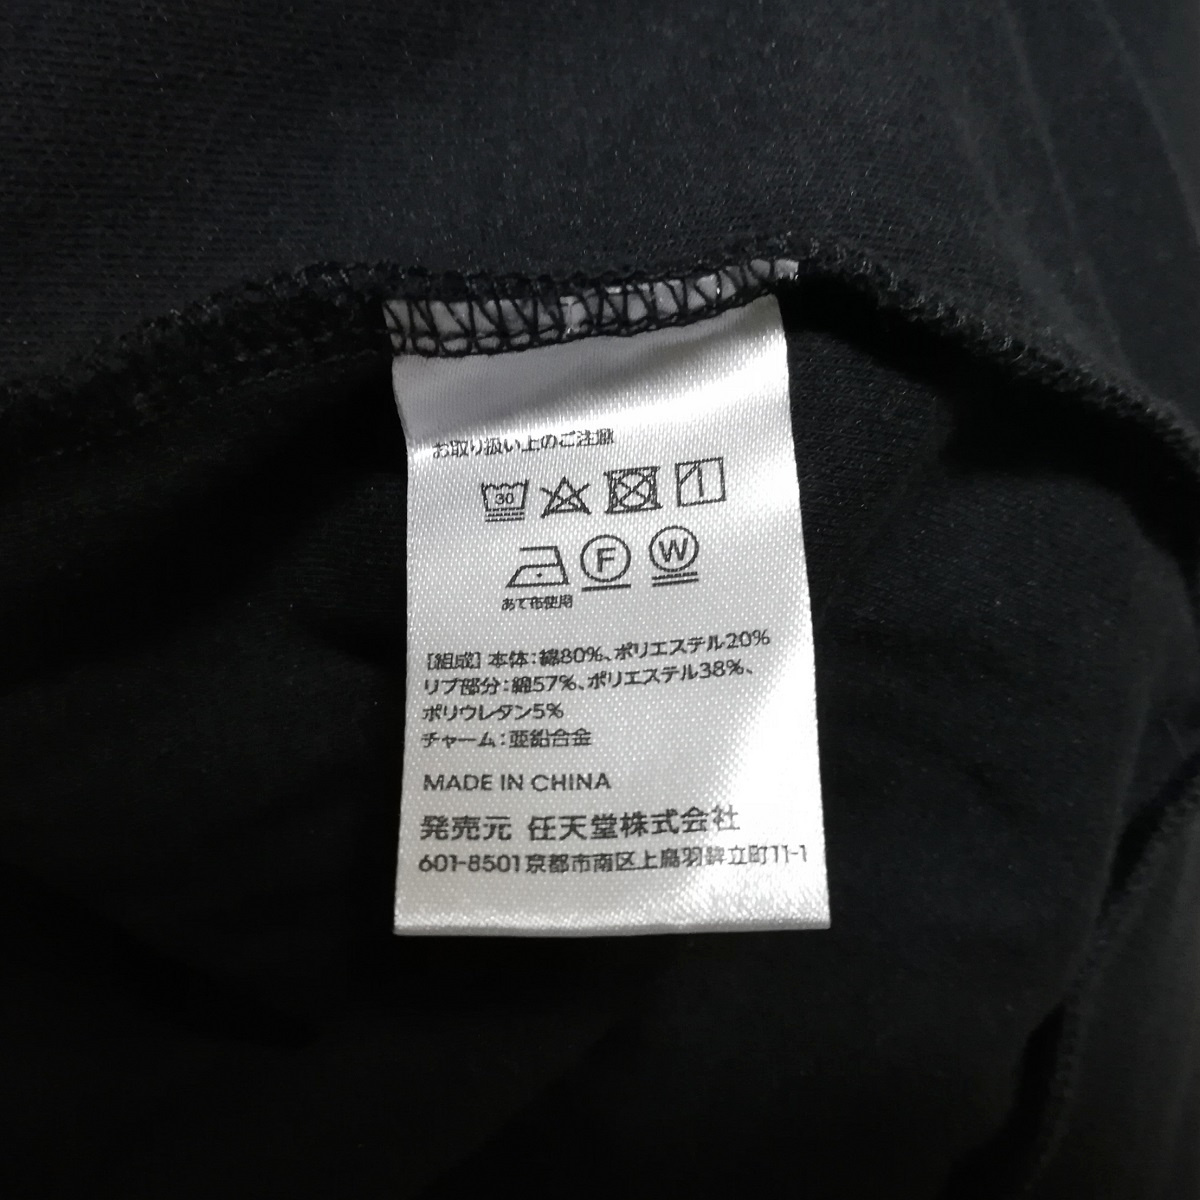 お取り扱い上のご注意
30
F W
あて布使用
[組成] 本体:綿80%、ポリエステル20%
リブ部分:綿57%、ポリエステル38%、
ポリウレタン5%
チャーム:亜鉛合金
MADE IN CHINA
発売元 任天堂株式会社
601-8501京都市南区上鳥羽鉾立町11-1